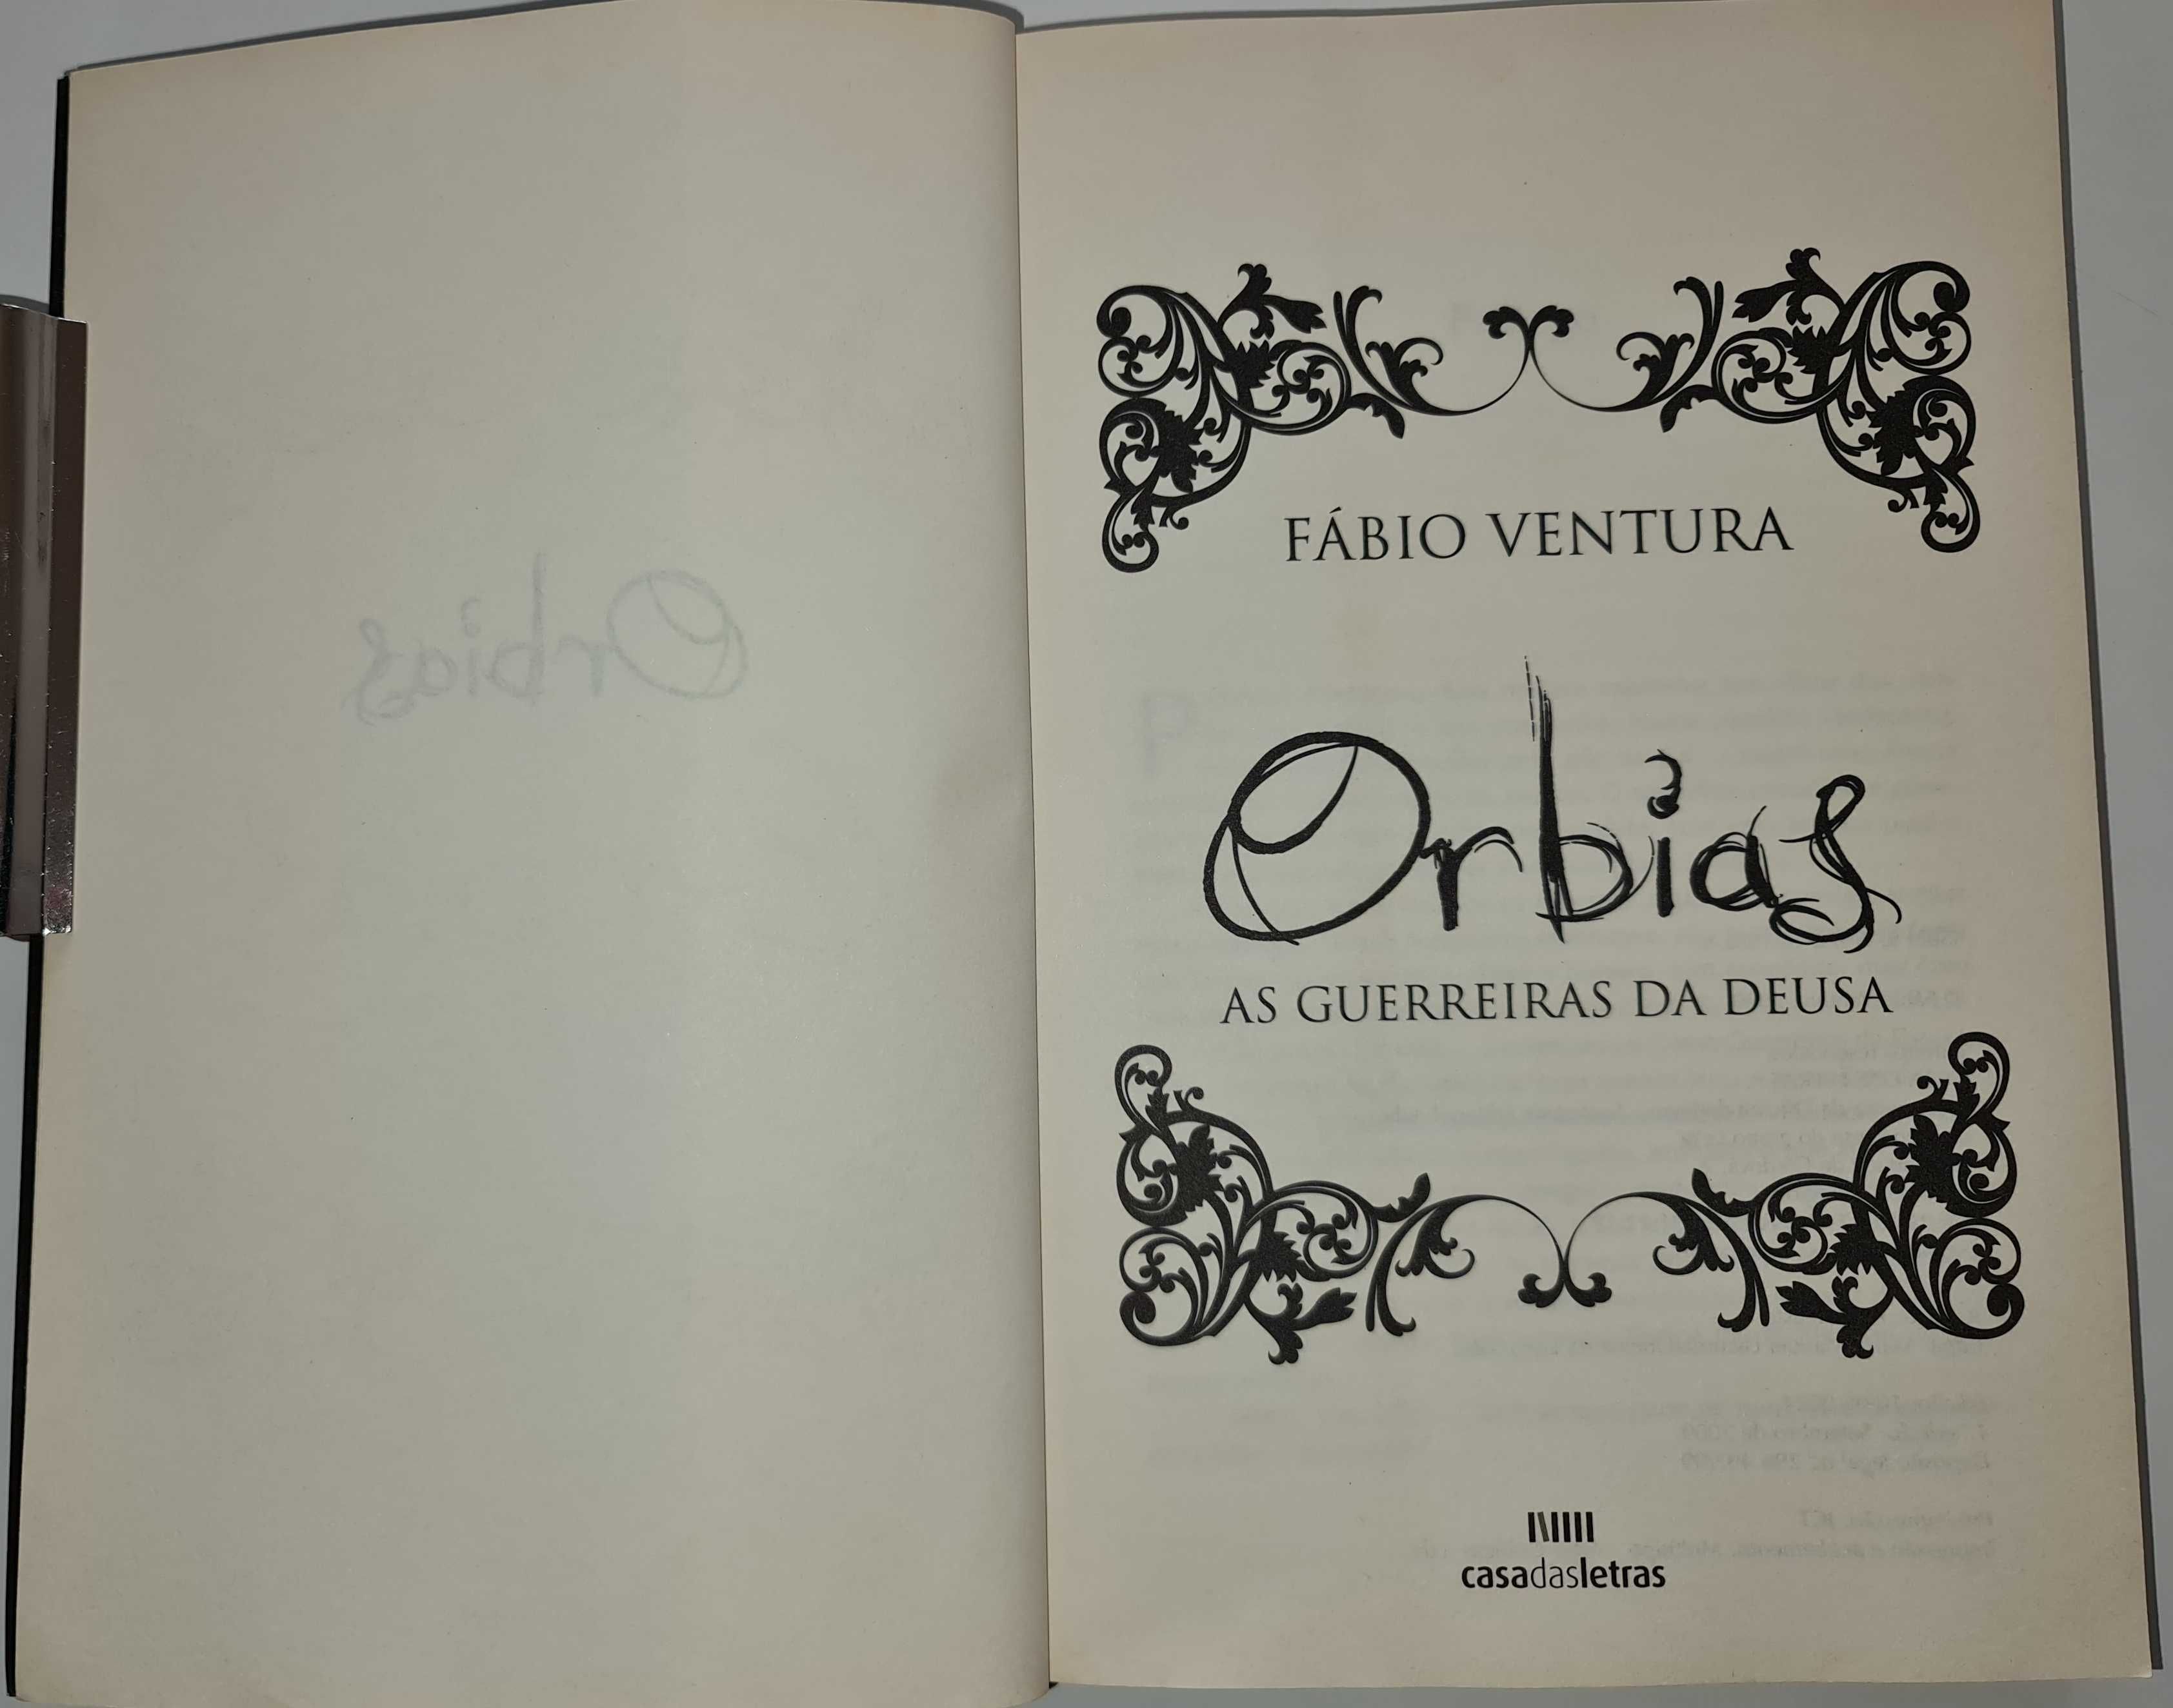 FÁBIO VENTURA
Orbias
AS GUERREIRAS DA DEUSA
casadasletras